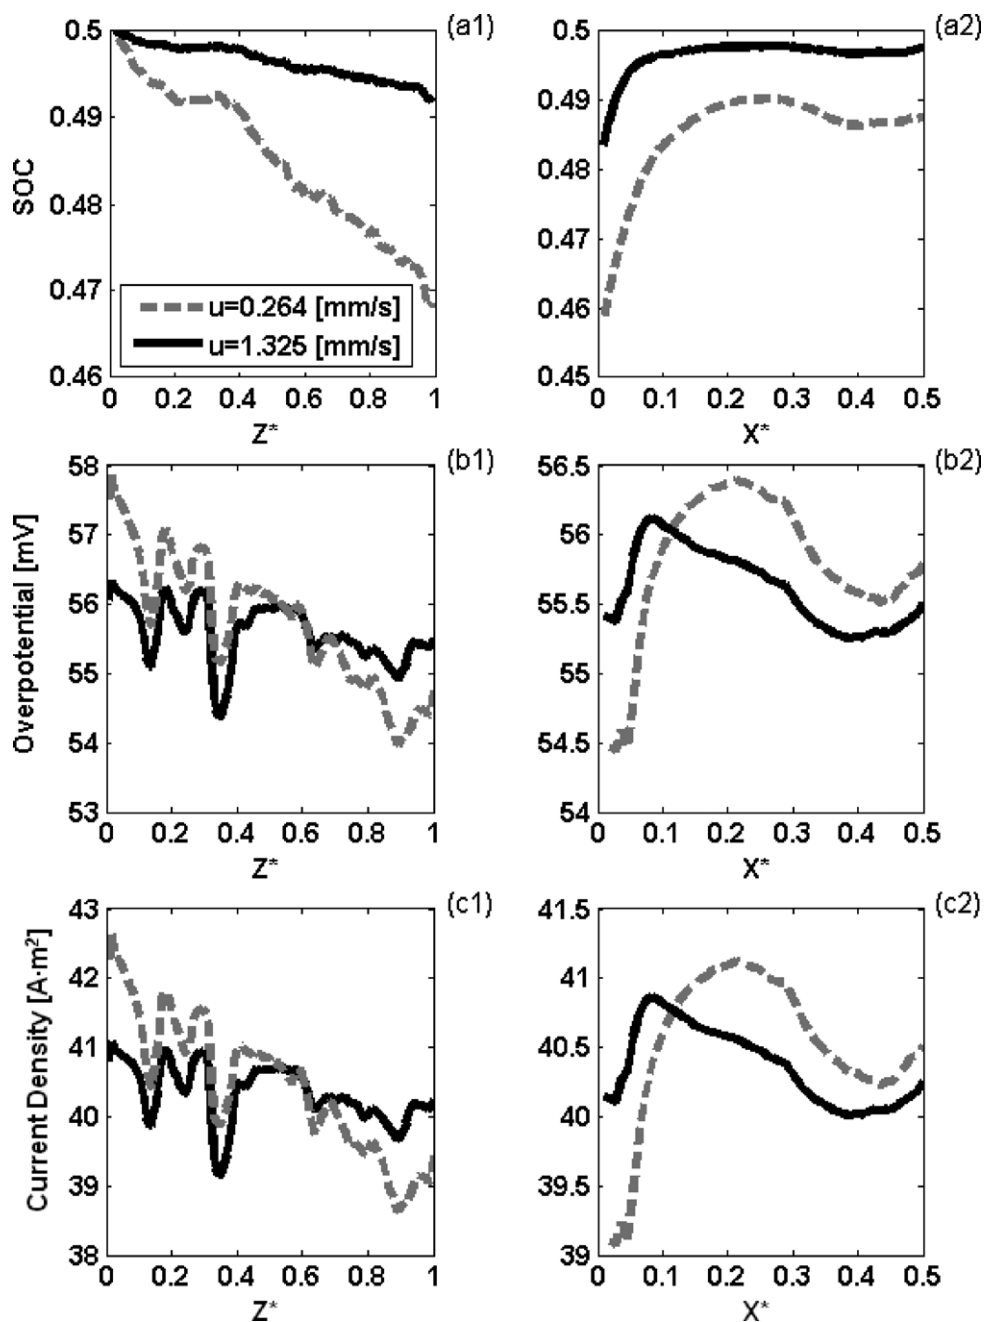 (a1)
SOC
0.5
0.49
0.48
0.47
0.46
u=0.264 [mm/s]
u=1.325 [mm/s]
0 0.2 0.4 0.6 0.8 1
Z*
(a2)
0.5
0.49
0.48
0.47
0.46
0.45
0 0.1 0.2 0.3 0.4 0.5
X*
(b1)
Overpotential [mV]
58
57
56
55
54
53
0 0.2 0.4 0.6 0.8 1
Z*
(b2)
56.5
56
55.5
55
54.5
54
0 0.1 0.2 0.3 0.4 0.5
X*
(c1)
Current Density [A·m²]
43
42
41
40
39
38
0 0.2 0.4 0.6 0.8 1
Z*
(c2)
41.5
41
40.5
40
39.5
39
0 0.1 0.2 0.3 0.4 0.5
X*